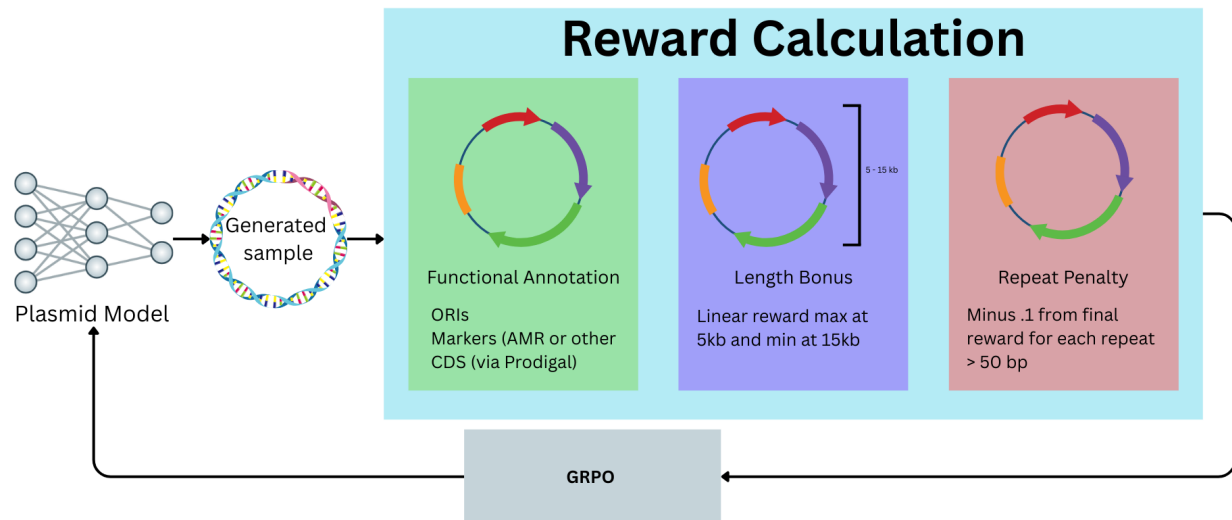 Reward Calculation
Generated
sample
Plasmid Model
5 - 15 kb
Functional Annotation
ORIs
Markers (AMR or other
CDS (via Prodigal)
Length Bonus
Linear reward max at
5kb and min at 15kb
Repeat Penalty
Minus .1 from final
reward for each repeat
> 50 bp
GRPO